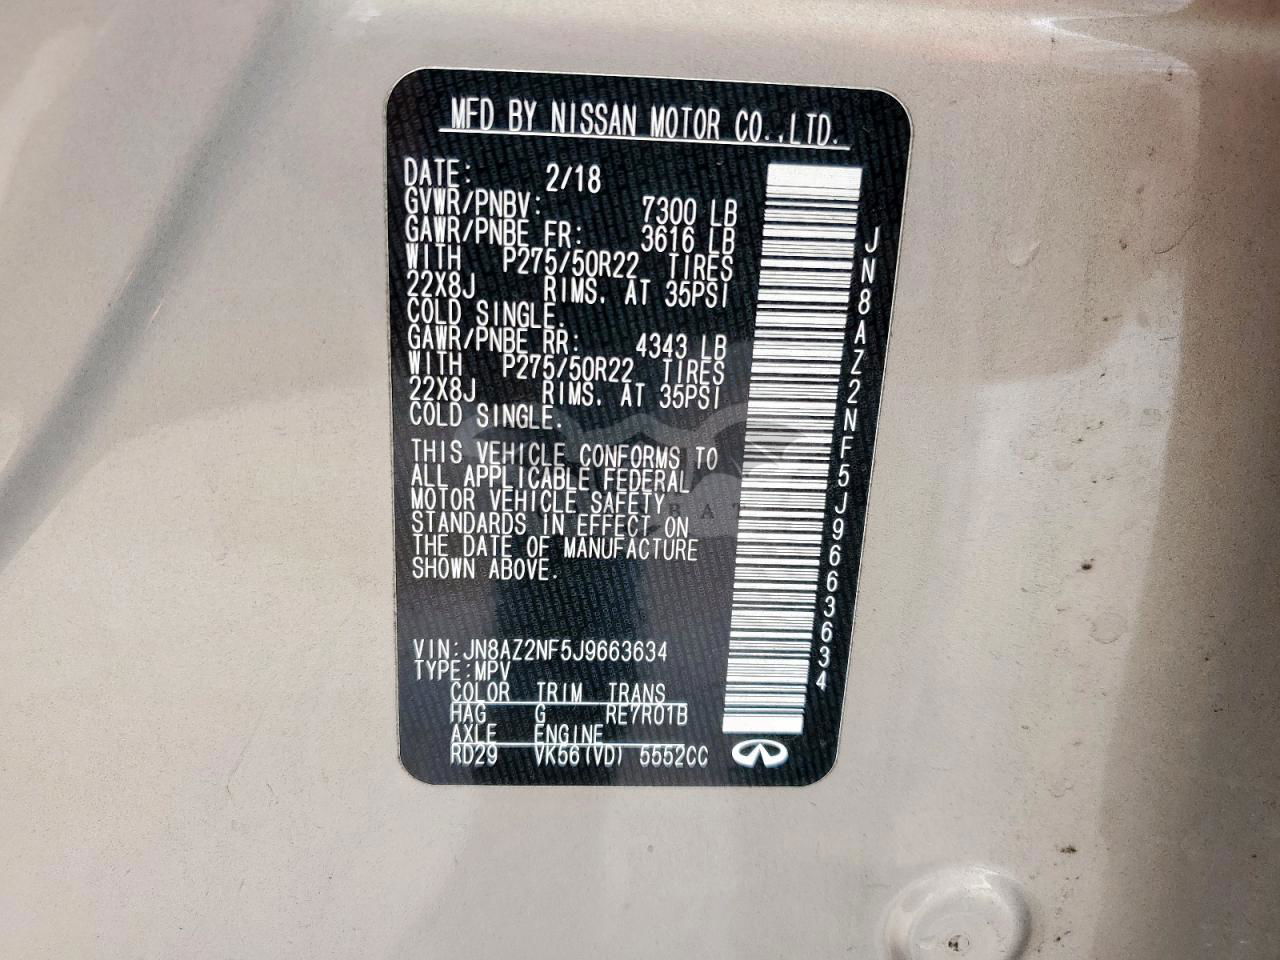 MFD BY NISSAN MOTOR CO.,LTD.
DATE: 2/18
GVWR/PNBV: 7300 LB
GAWR/PNBE FR: 3616 LB
WITH P275/50R22 TIRES
22X8J RIMS. AT 35PSI
COLD SINGLE.
GAWR/PNBE RR: 4343 LB
WITH P275/50R22 TIRES
22X8J RIMS. AT 35PSI
COLD SINGLE.
THIS VEHICLE CONFORMS TO
ALL APPLICABLE FEDERAL
MOTOR VEHICLE SAFETY
STANDARDS IN EFFECT ON
THE DATE OF MANUFACTURE
SHOWN ABOVE.
VIN:JN8AZ2NF5J9663634
TYPE:MPV
COLOR TRIM TRANS
HAG G RE7R01B
AXLE ENGINE
RD29 VK56(VD) 5552CC
JN8AZ2NF5J9663634